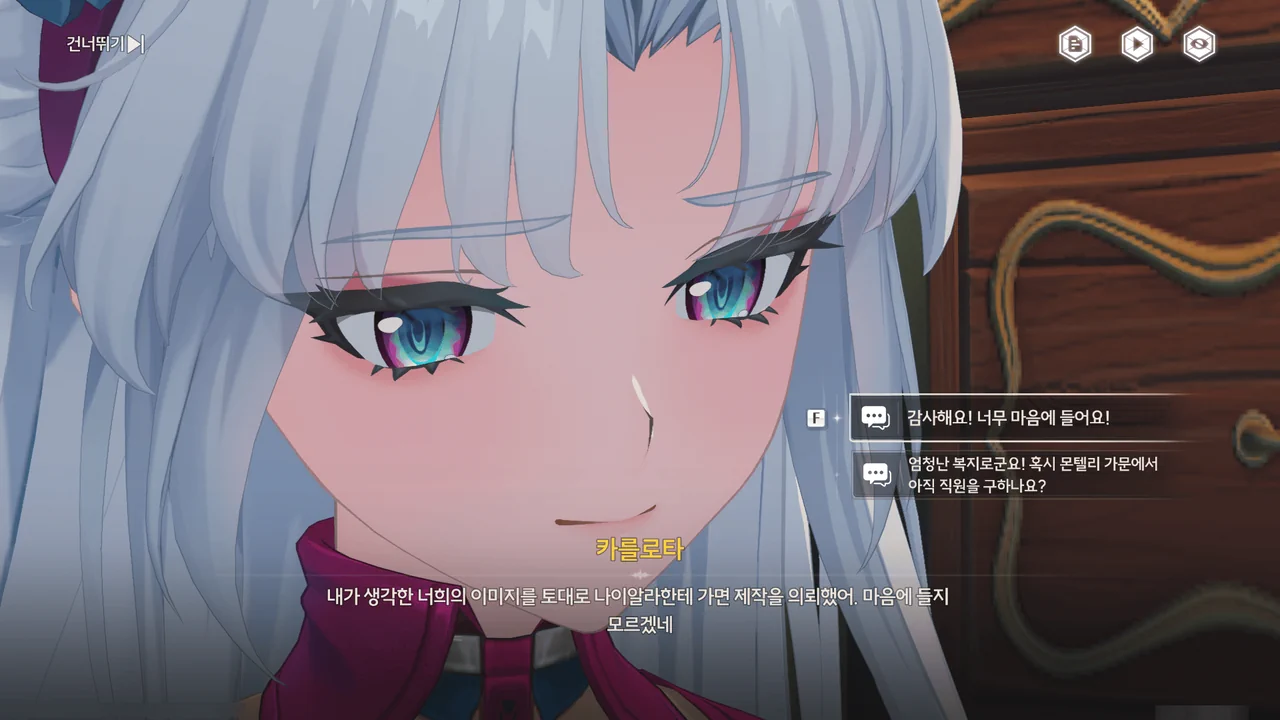 건너뛰기
F
감사해요! 너무 마음에 들어요!
엄청난 복지로군요! 혹시 몬텔리 가문에서
아직 직원을 구하나요?
카를로타
내가 생각한 너희의 이미지를 토대로 나이알라한테 가면 제작을 의뢰했어. 마음에 들지
모르겠네